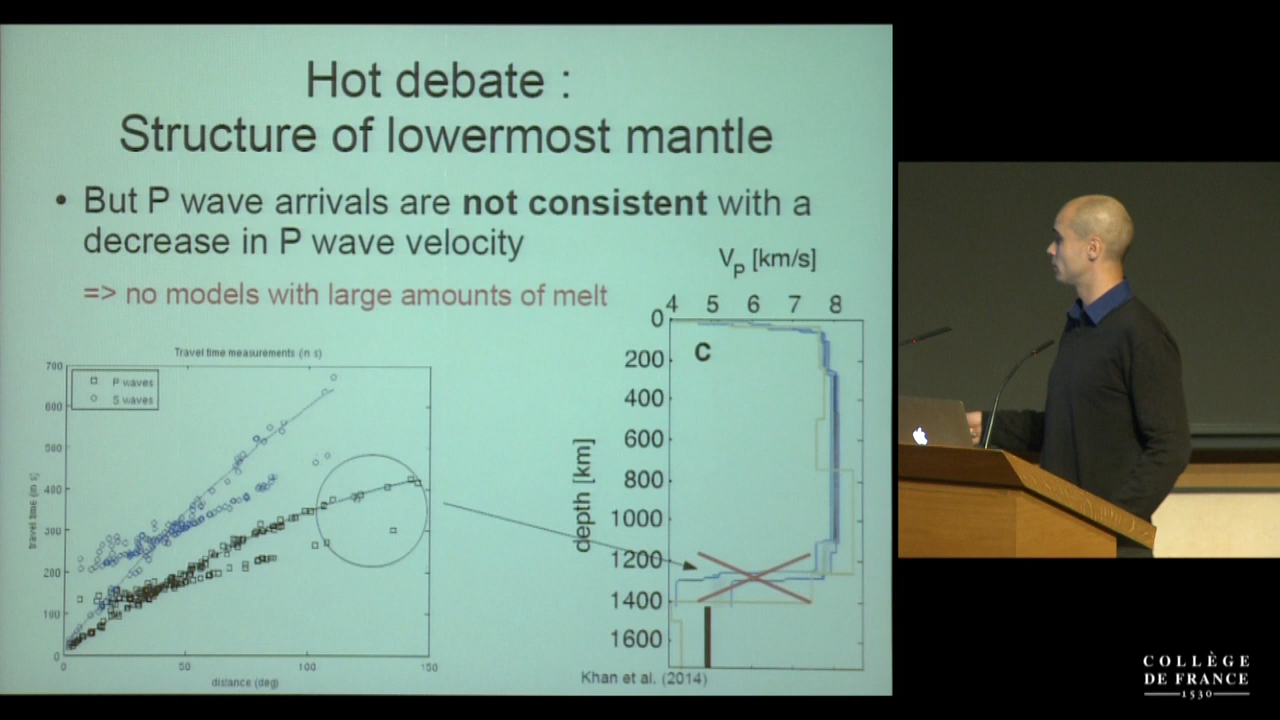 Hot debate :
Structure of lowermost mantle
• But P wave arrivals are not consistent with a
decrease in P wave velocity
=> no models with large amounts of melt
Travel time measurements (in s)
P waves
S waves
700
600
500
400
300
200
100
0
travel time (in s)
0 50 100 150
distance (deg)
Vp [km/s]
4 5 6 7 8
C
0
200
400
600
800
1000
1200
1400
1600
depth [km]
Khan et al. (2014)
COLLÈGE
DE FRANCE
1530